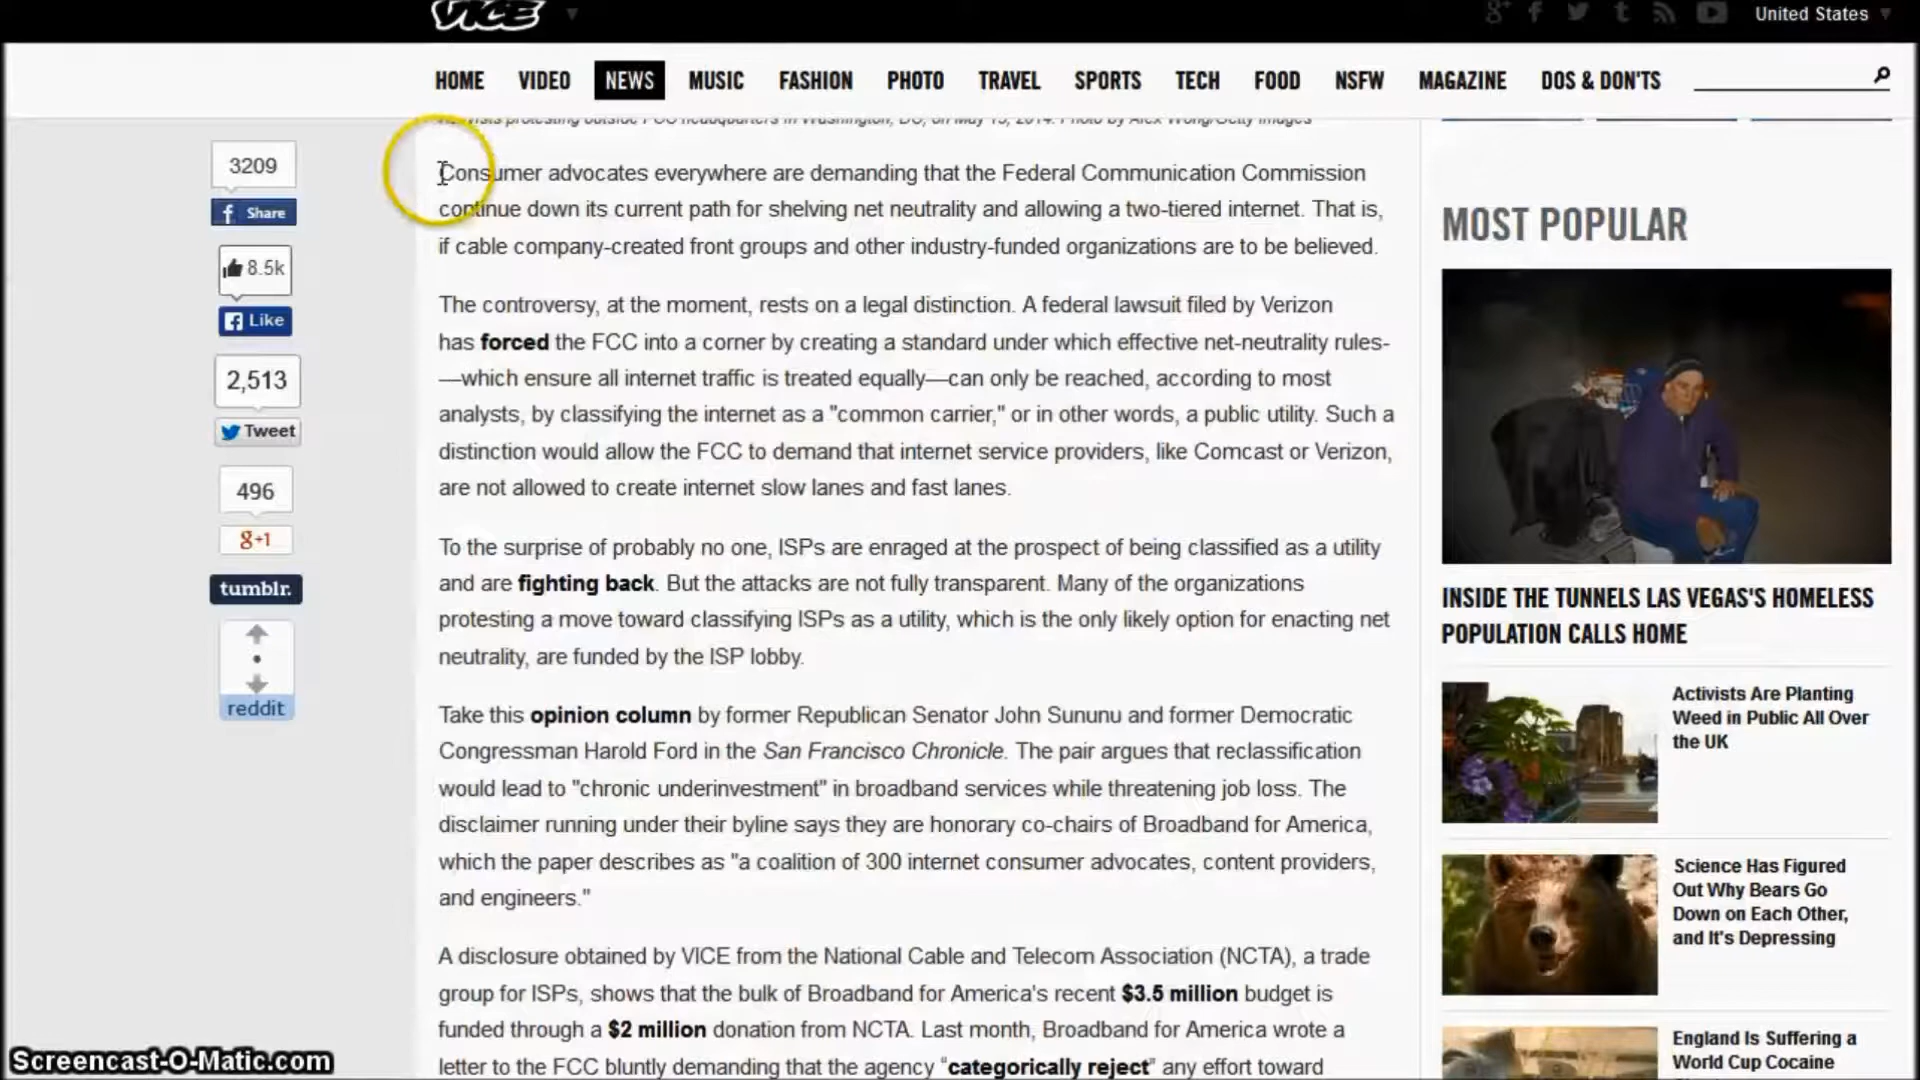 VICE
United States
HOME VIDEO NEWS MUSIC FASHION PHOTO TRAVEL SPORTS TECH FOOD NSFW MAGAZINE DOS & DON'TS
protesting outside FCC headquarters in Washington, DC, on May 15, 2014. Photo by Alex Wong/Getty Images
3209
Share
8.5k
Like
2,513
Tweet
496
g+1
tumblr.
reddit
Consumer advocates everywhere are demanding that the Federal Communication Commission
continue down its current path for shelving net neutrality and allowing a two-tiered internet. That is,
if cable company-created front groups and other industry-funded organizations are to be believed.
The controversy, at the moment, rests on a legal distinction. A federal lawsuit filed by Verizon
has forced the FCC into a corner by creating a standard under which effective net-neutrality rules-
—which ensure all internet traffic is treated equally—can only be reached, according to most
analysts, by classifying the internet as a "common carrier," or in other words, a public utility. Such a
distinction would allow the FCC to demand that internet service providers, like Comcast or Verizon,
are not allowed to create internet slow lanes and fast lanes.
To the surprise of probably no one, ISPs are enraged at the prospect of being classified as a utility
and are fighting back. But the attacks are not fully transparent. Many of the organizations
protesting a move toward classifying ISPs as a utility, which is the only likely option for enacting net
neutrality, are funded by the ISP lobby.
Take this opinion column by former Republican Senator John Sununu and former Democratic
Congressman Harold Ford in the San Francisco Chronicle. The pair argues that reclassification
would lead to "chronic underinvestment" in broadband services while threatening job loss. The
disclaimer running under their byline says they are honorary co-chairs of Broadband for America,
which the paper describes as "a coalition of 300 internet consumer advocates, content providers,
and engineers."
A disclosure obtained by VICE from the National Cable and Telecom Association (NCTA), a trade
group for ISPs, shows that the bulk of Broadband for America's recent $3.5 million budget is
funded through a $2 million donation from NCTA. Last month, Broadband for America wrote a
letter to the FCC bluntly demanding that the agency "categorically reject" any effort toward
MOST POPULAR
INSIDE THE TUNNELS LAS VEGAS'S HOMELESS
POPULATION CALLS HOME
Activists Are Planting
Weed in Public All Over
the UK
Science Has Figured
Out Why Bears Go
Down on Each Other,
and It's Depressing
England Is Suffering a
World Cup Cocaine
Screencast-O-Matic.com